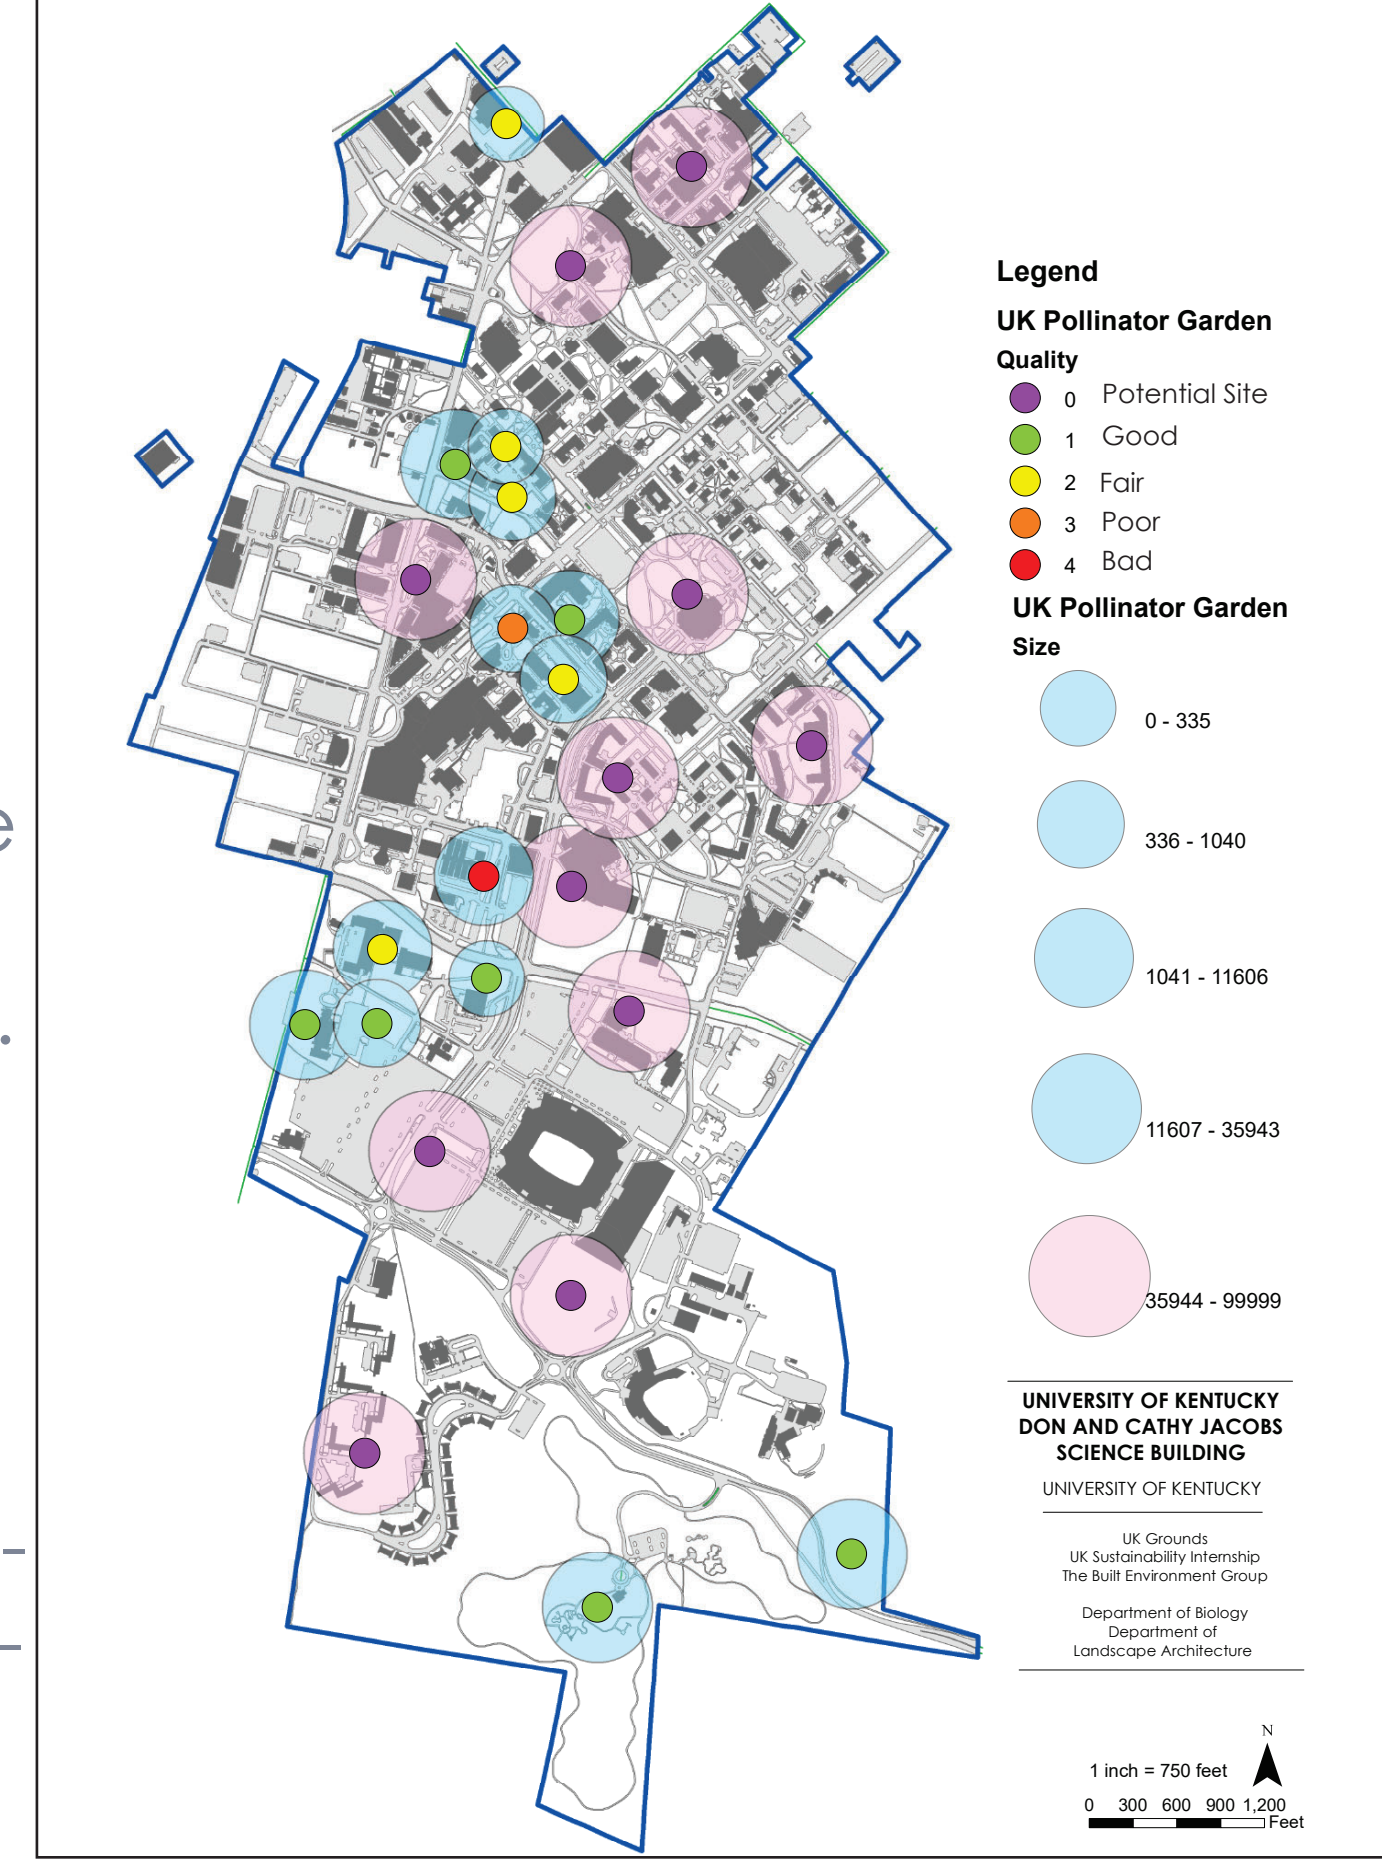 Legend
UK Pollinator Garden
Quality
0 Potential Site
1 Good
2 Fair
3 Poor
4 Bad
UK Pollinator Garden
Size
0 - 335
336 - 1040
1041 - 11606
11607 - 35943
35944 - 99999
UNIVERSITY OF KENTUCKY
DON AND CATHY JACOBS
SCIENCE BUILDING
UNIVERSITY OF KENTUCKY
UK Grounds
UK Sustainability Internship
The Built Environment Group
Department of Biology
Department of
Landscape Architecture
N
1 inch = 750 feet
0 300 600 900 1,200
Feet